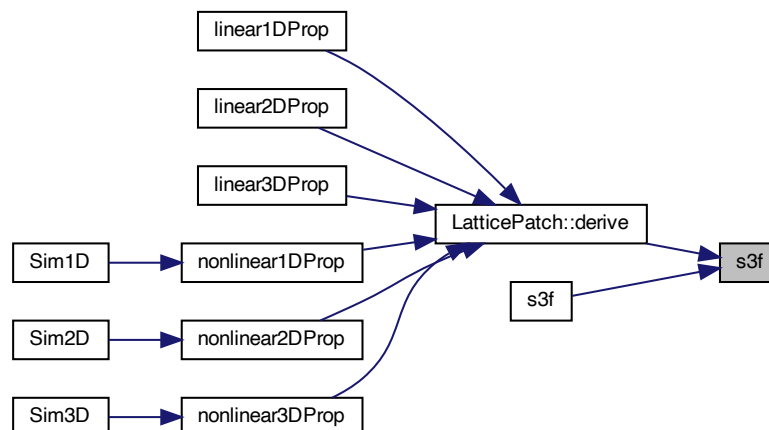 linear1DProp
linear2DProp
linear3DProp
LatticePatch::derive
Sim1D
nonlinear1DProp
s3f
s3f
Sim2D
nonlinear2DProp
Sim3D
nonlinear3DProp